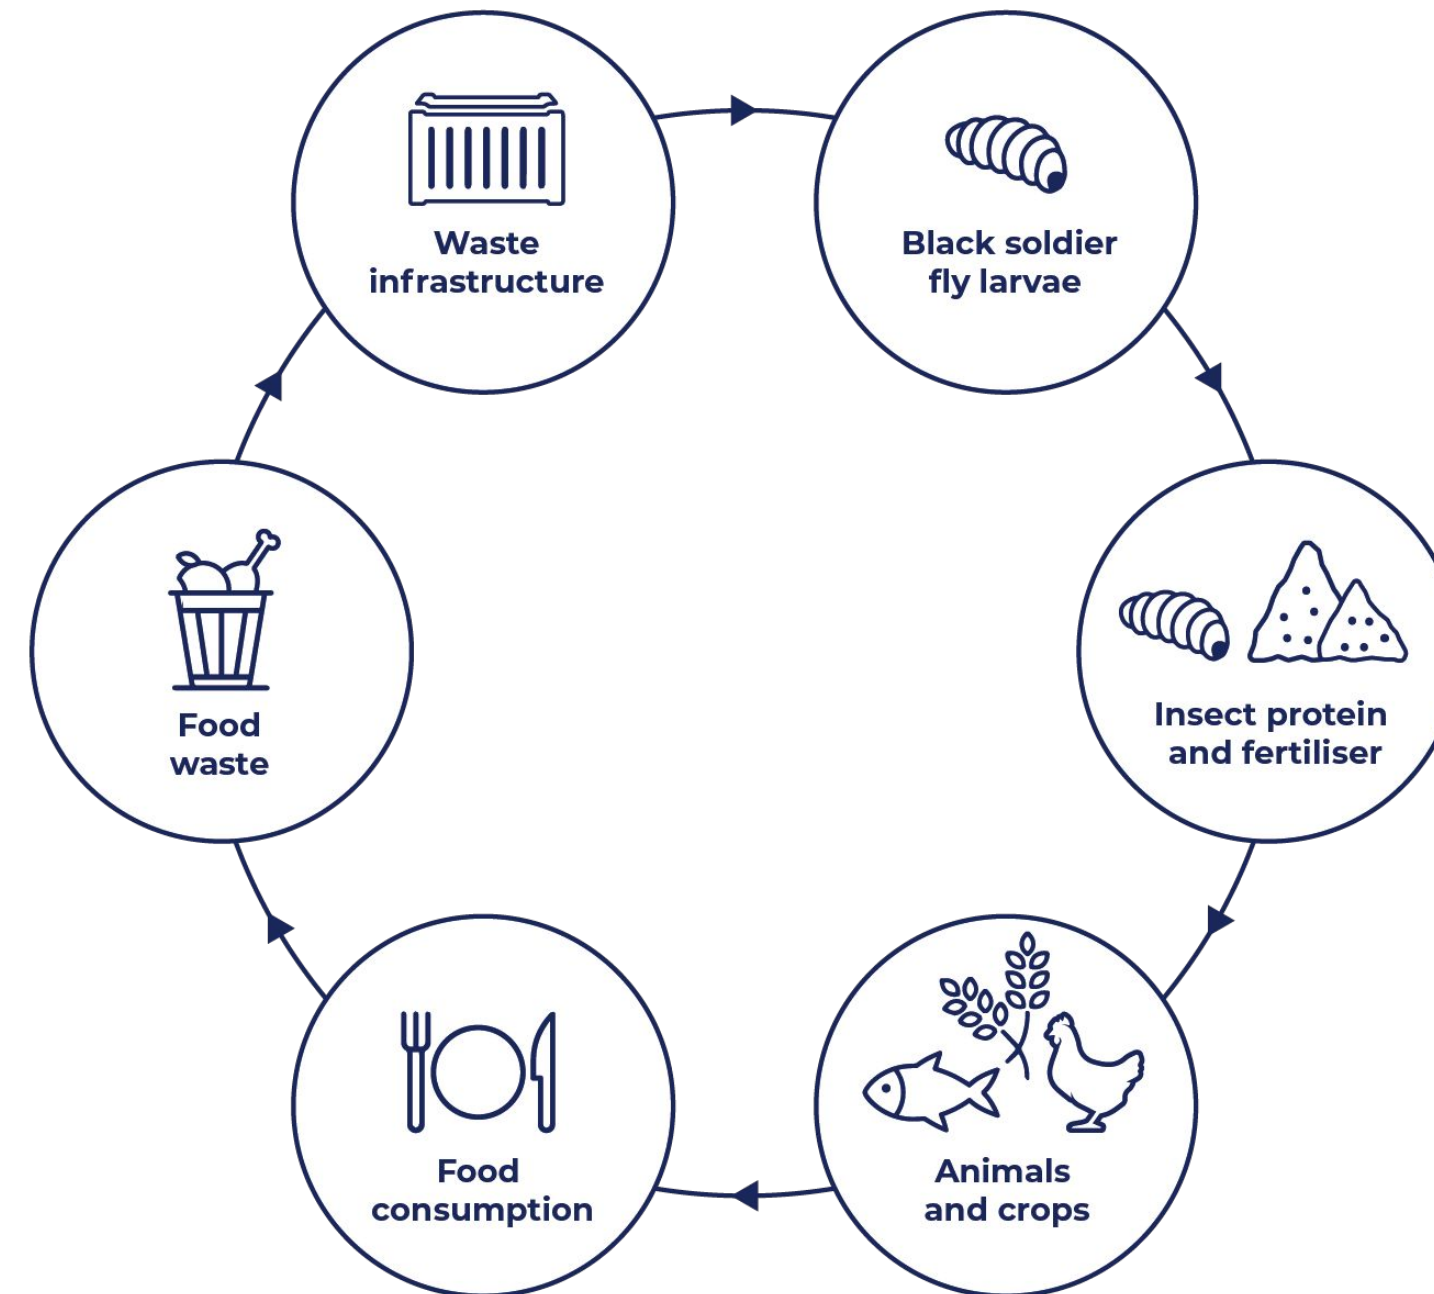 Waste
infrastructure
Black soldier
fly larvae
Insect protein
and fertiliser
Animals
and crops
Food
consumption
Food
waste